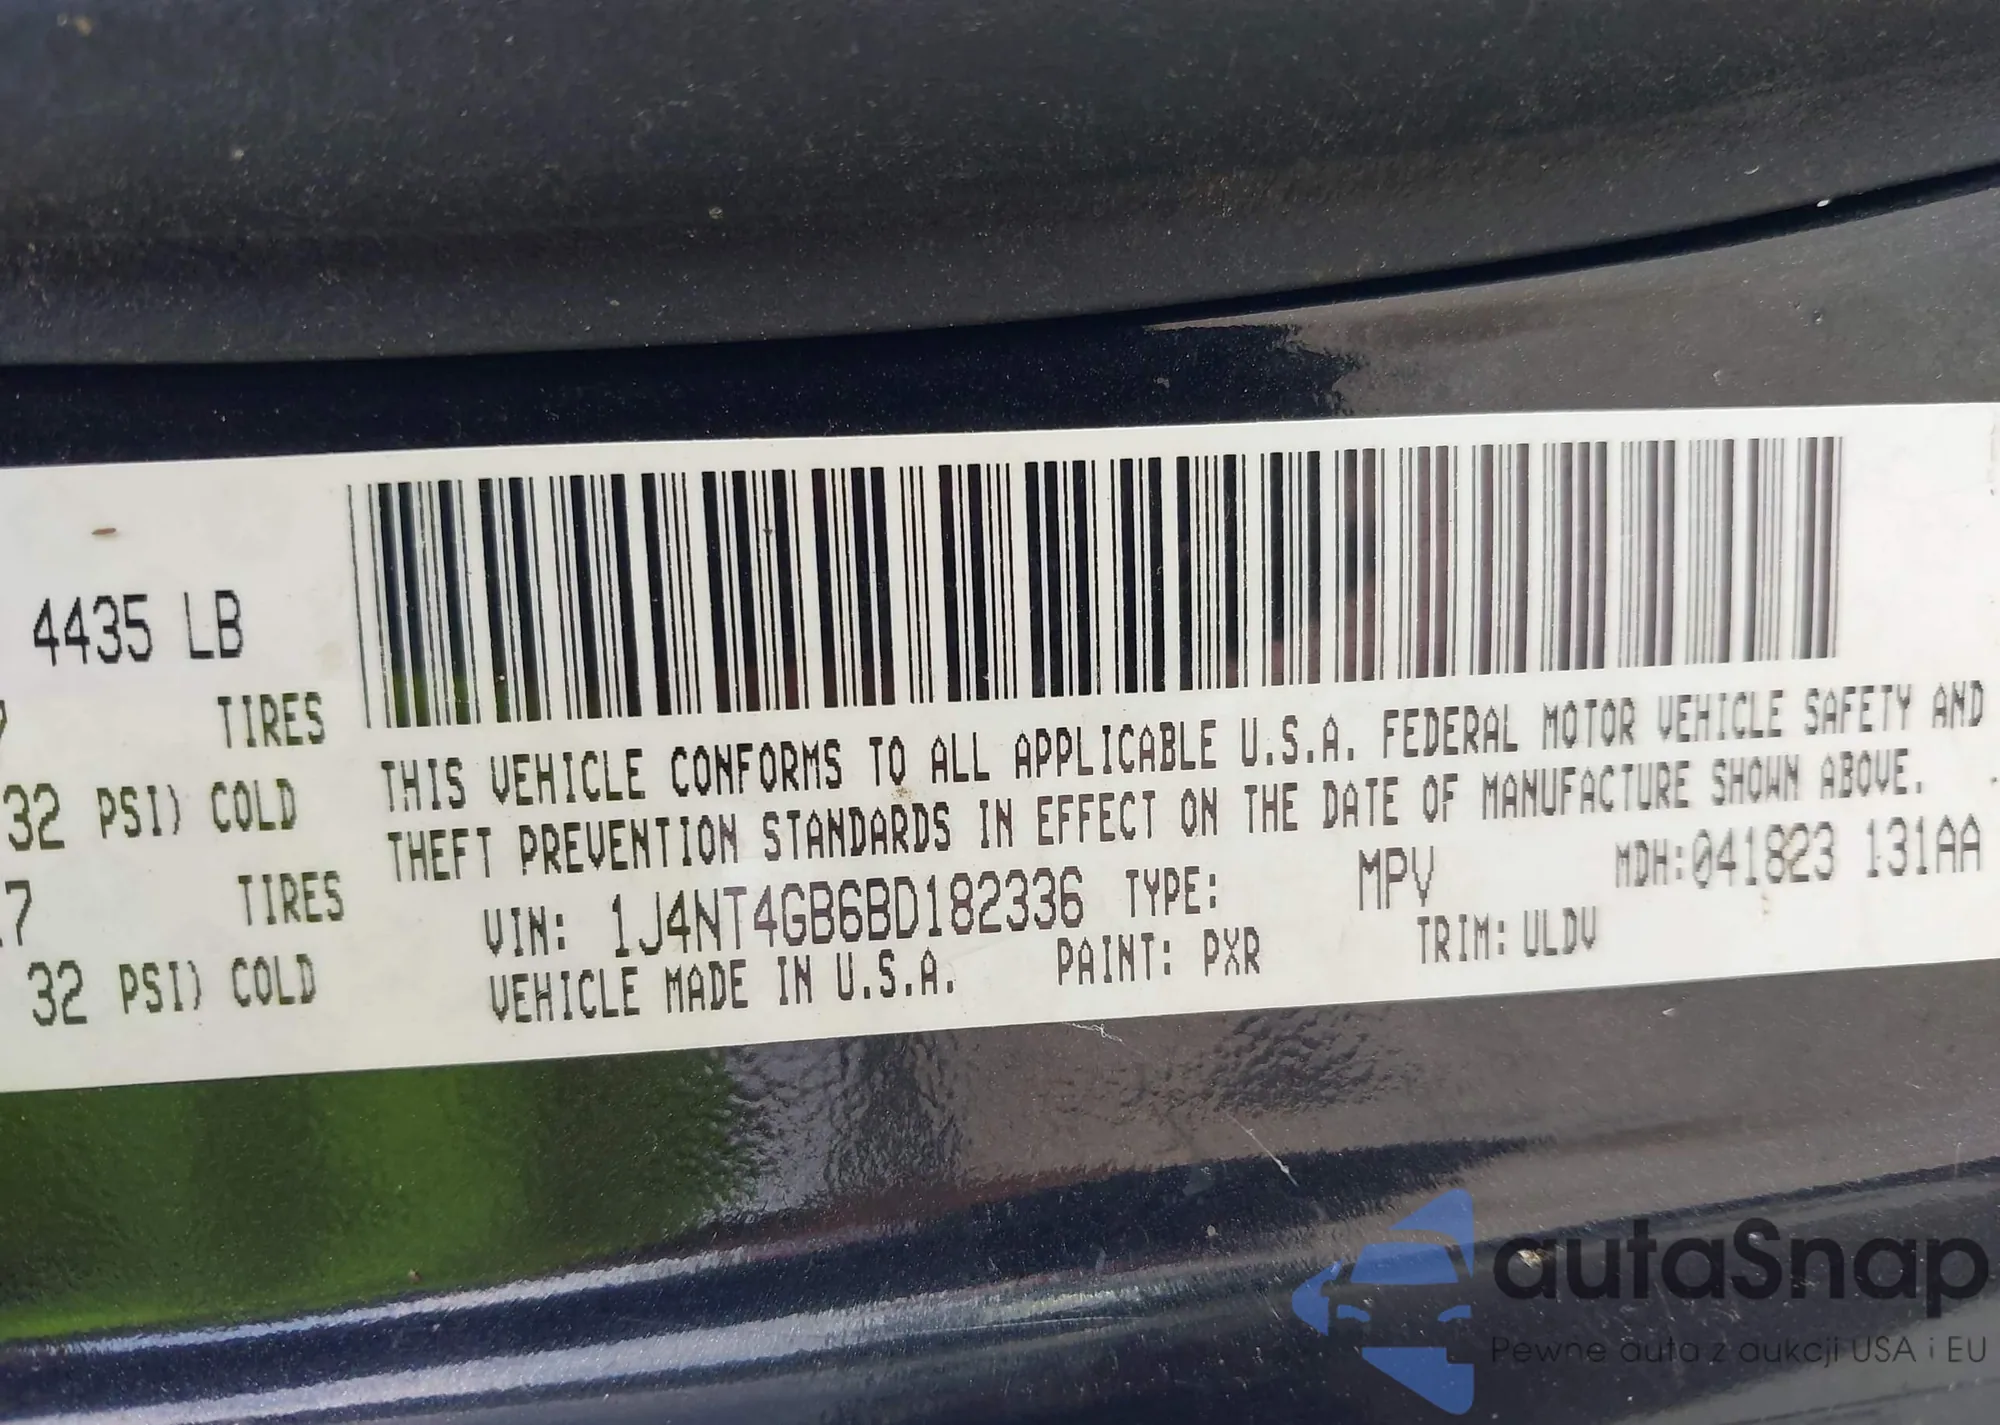 4435 LB
7 TIRES
32 PSI) COLD
.7 TIRES
32 PSI) COLD
THIS VEHICLE CONFORMS TO ALL APPLICABLE U.S.A. FEDERAL MOTOR VEHICLE SAFETY AND
THEFT PREVENTION STANDARDS IN EFFECT ON THE DATE OF MANUFACTURE SHOWN ABOVE.
VIN: 1J4NT4GB6BD182336 TYPE: MPV MDH:041823 131AA
VEHICLE MADE IN U.S.A. PAINT: PXR TRIM: ULDV
autaSnap
Pewne auta z aukcji USA i EU